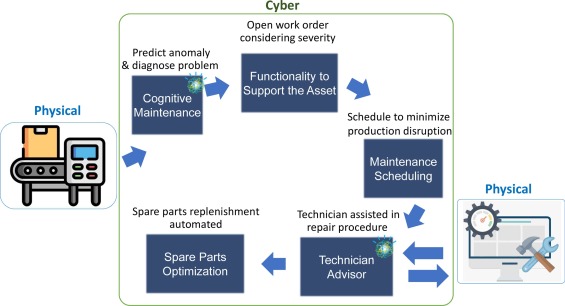 Cyber
Open work order
considering severity
Predict anomaly
& diagnose problem
Functionality to
Support the Asset
Cognitive
Maintenance
Physical
Schedule to minimize
production disruption
Maintenance
Scheduling
Physical
Spare parts replenishment
automated
Technician assisted in
repair procedure
Spare Parts
Optimization
Technician
Advisor